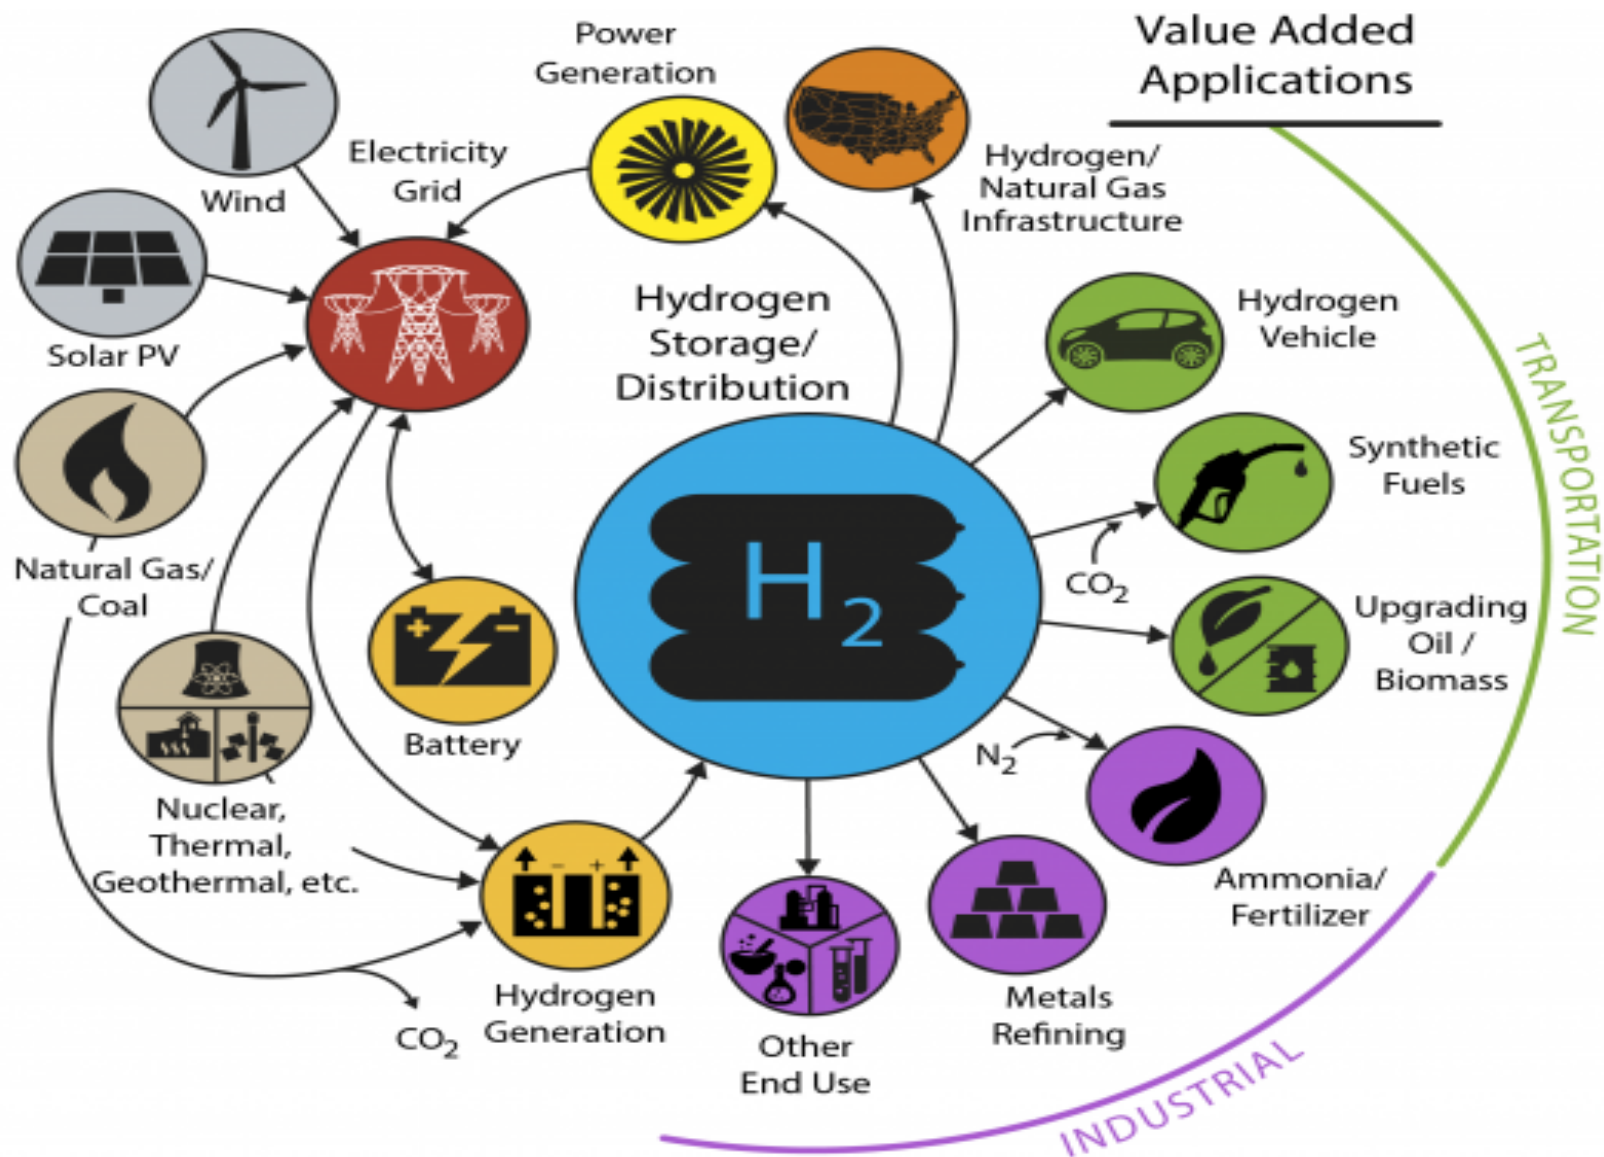 Value Added
Applications
Power
Generation
Electricity
Grid
Wind
Hydrogen/
Natural Gas
Infrastructure
Solar PV
Hydrogen
Storage/
Distribution
Hydrogen
Vehicle
TRANSPORTATION
Synthetic
Fuels
Natural Gas/
Coal
H2
CO2
Upgrading
Oil /
Biomass
+ -
Battery
N2
Nuclear,
Thermal,
Geothermal, etc.
- +
Ammonia/
Fertilizer
Hydrogen
Generation
CO2
Metals
Refining
Other
End Use
INDUSTRIAL